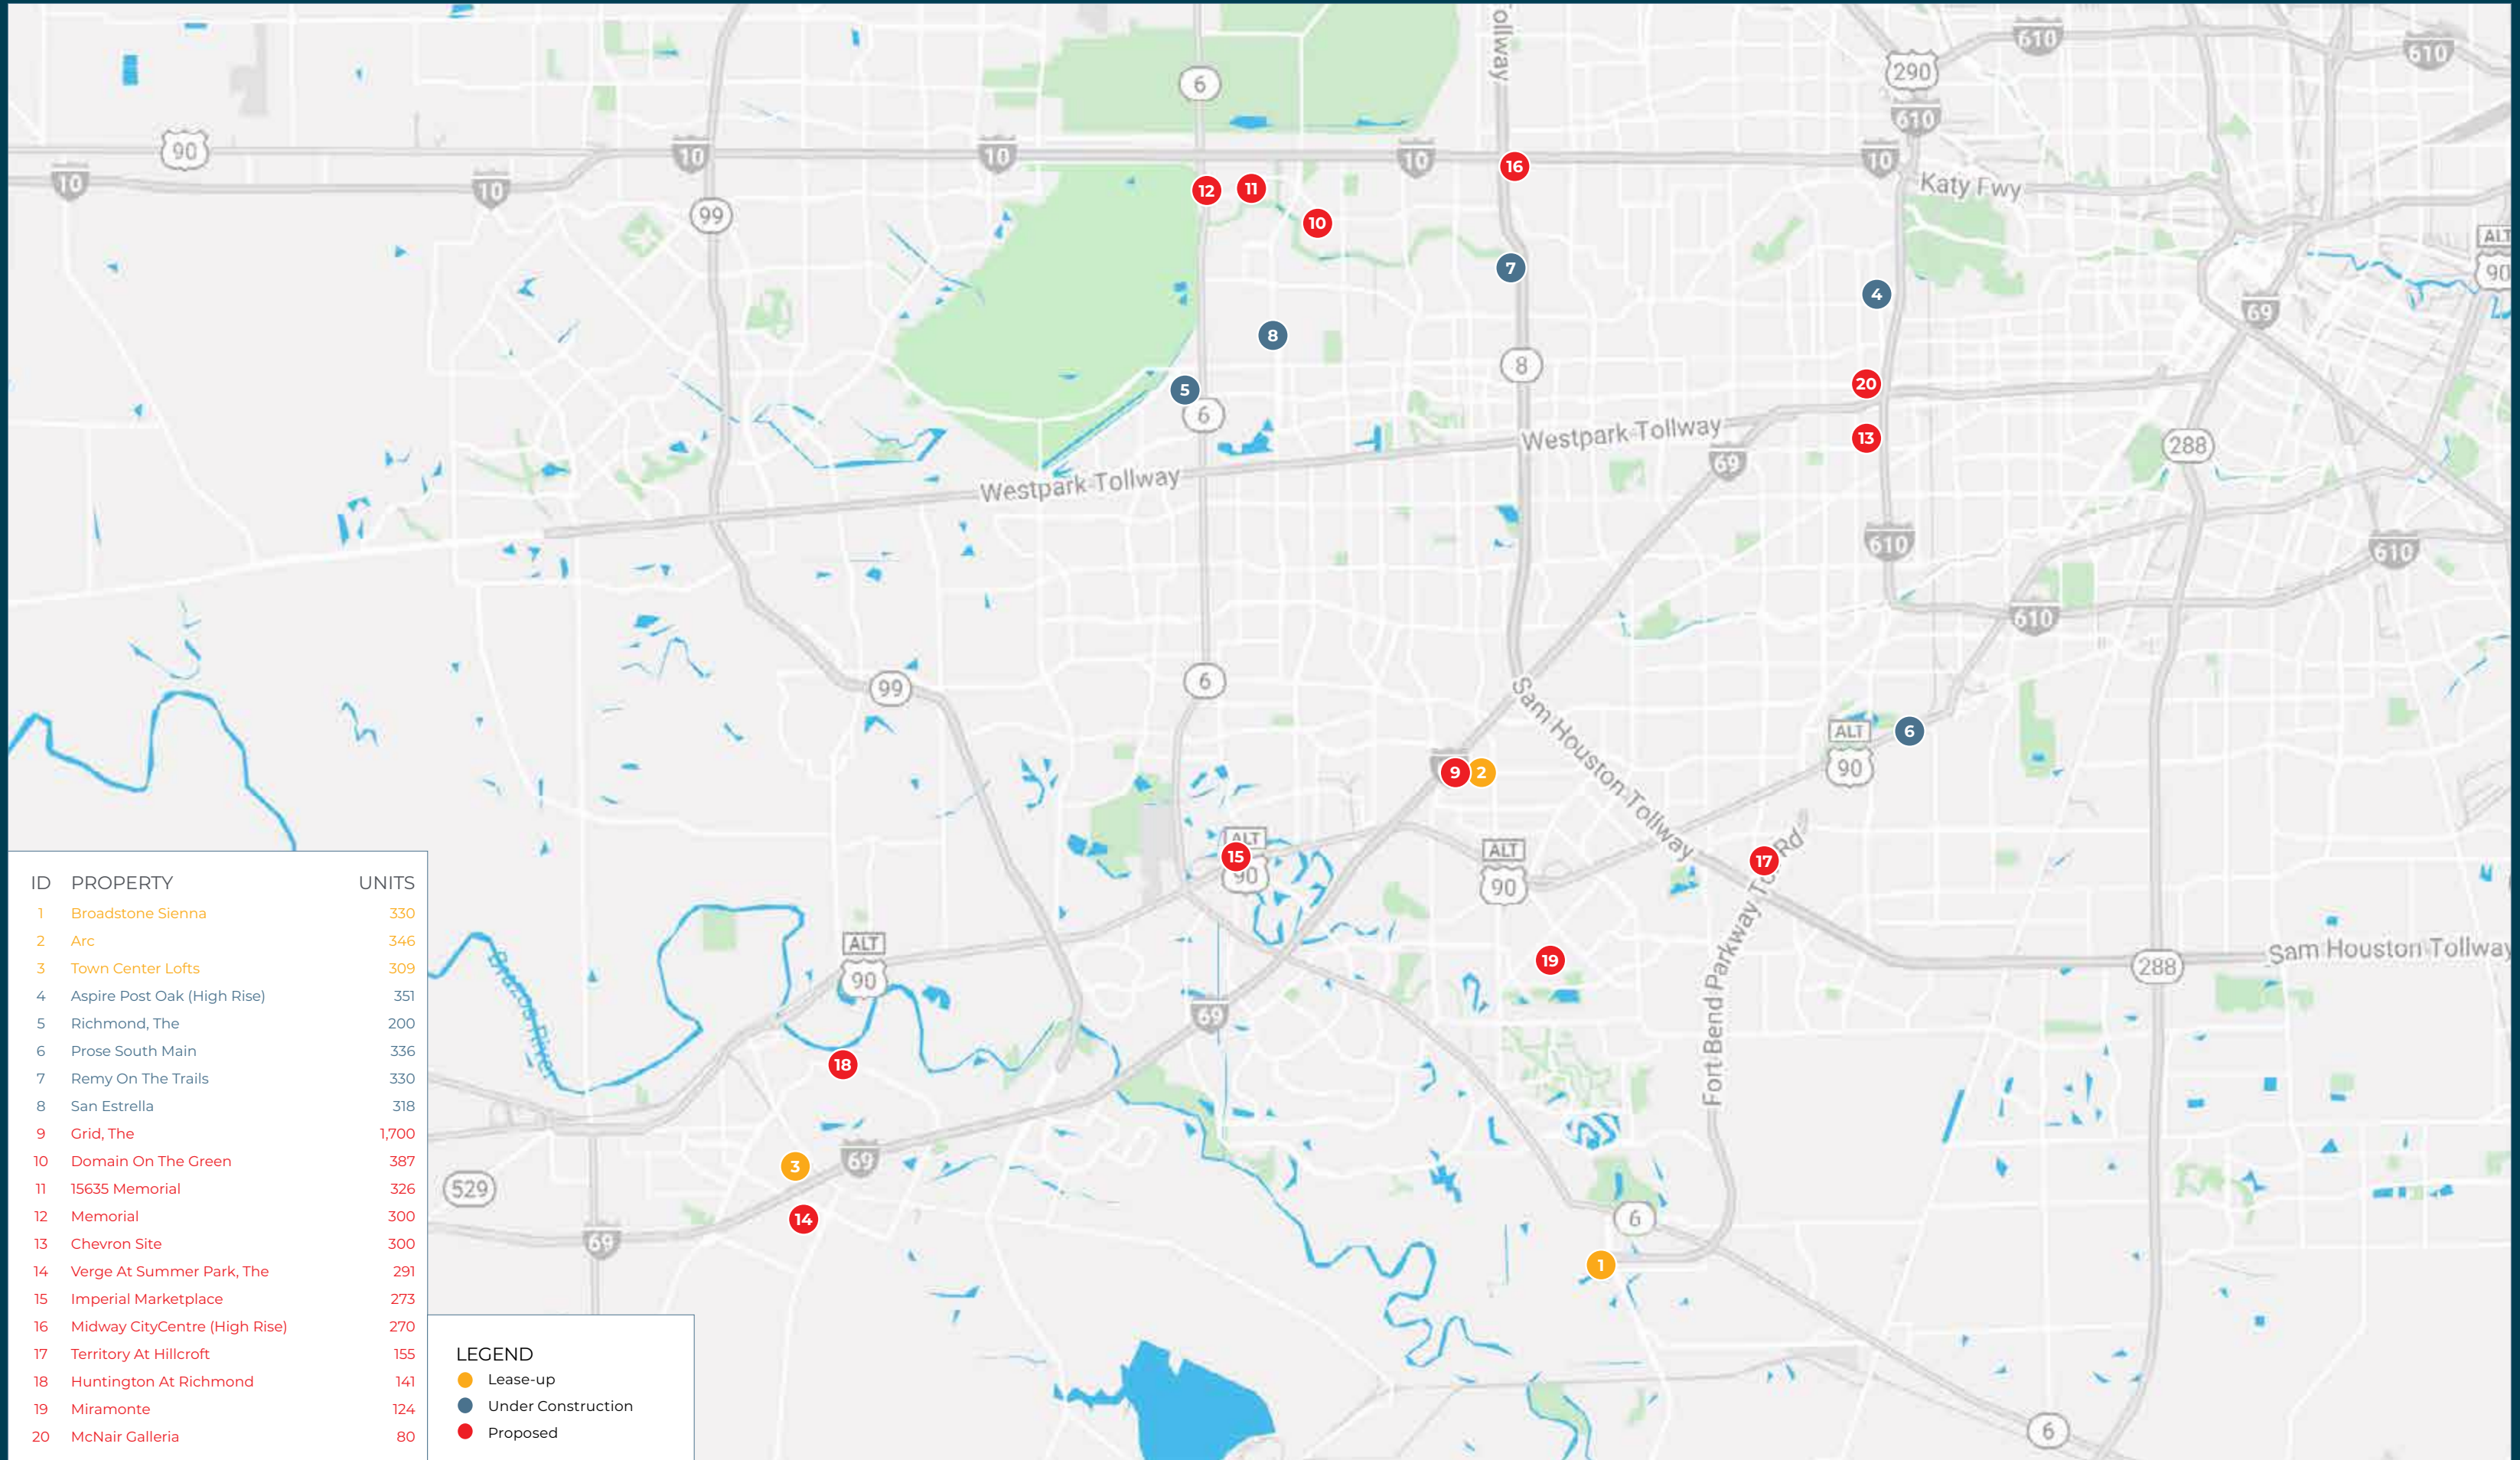 ollway
6
290
610
610
90
10
10
10
10
10
610
10
Katy Fwy
99
16
12
11
10
7
4
8
5
6
8
20
13
69
ALT
90
288
Westpark Tollway
Westpark Tollway
69
610
610
610
99
6
Sam Houston Tollway
ALT
90
6
9
2
ALT
90
15
ALT
90
17
Fort Bend Parkway To Rd
19
288
Sam Houston Tollway
ALT
90
69
Brazos River
18
3
69
14
529
69
6
1
6
ID PROPERTY UNITS
1 Broadstone Sienna 330
2 Arc 346
3 Town Center Lofts 309
4 Aspire Post Oak (High Rise) 351
5 Richmond, The 200
6 Prose South Main 336
7 Remy On The Trails 330
8 San Estrella 318
9 Grid, The 1,700
10 Domain On The Green 387
11 15635 Memorial 326
12 Memorial 300
13 Chevron Site 300
14 Verge At Summer Park, The 291
15 Imperial Marketplace 273
16 Midway CityCentre (High Rise) 270
17 Territory At Hillcroft 155
18 Huntington At Richmond 141
19 Miramonte 124
20 McNair Galleria 80
LEGEND
Lease-up
Under Construction
Proposed